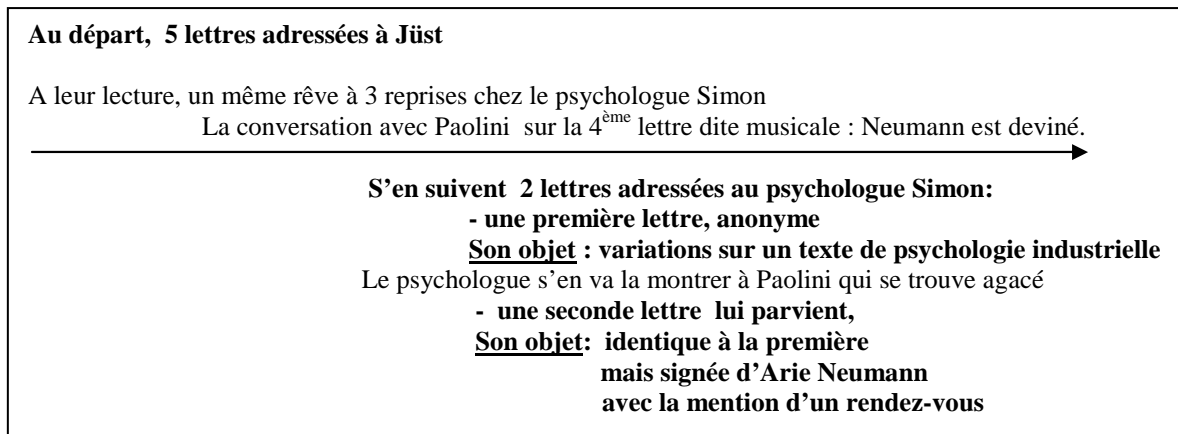 Au départ, 5 lettres adressées à Jüst
A leur lecture, un même rêve à 3 reprises chez le psychologue Simon
La conversation avec Paolini sur la 4ème lettre dite musicale : Neumann est deviné.
S'en suivent 2 lettres adressées au psychologue Simon:
- une première lettre, anonyme
Son objet : variations sur un texte de psychologie industrielle
Le psychologue s'en va la montrer à Paolini qui se trouve agacé
- une seconde lettre lui parvient,
Son objet: identique à la première
mais signée d'Arie Neumann
avec la mention d'un rendez-vous